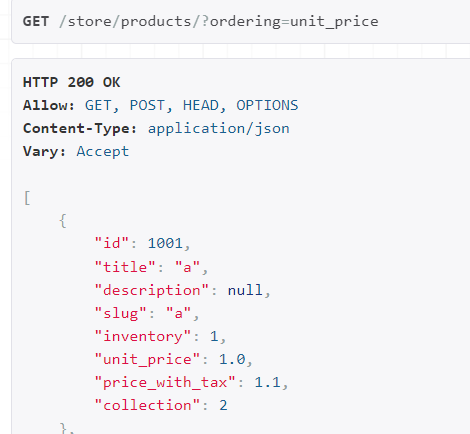 GET /store/products/?ordering=unit_price
HTTP 200 OK
Allow: GET, POST, HEAD, OPTIONS
Content-Type: application/json
Vary: Accept
[
    {
        "id": 1001,
        "title": "a",
        "description": null,
        "slug": "a",
        "inventory": 1,
        "unit_price": 1.0,
        "price_with_tax": 1.1,
        "collection": 2
    },